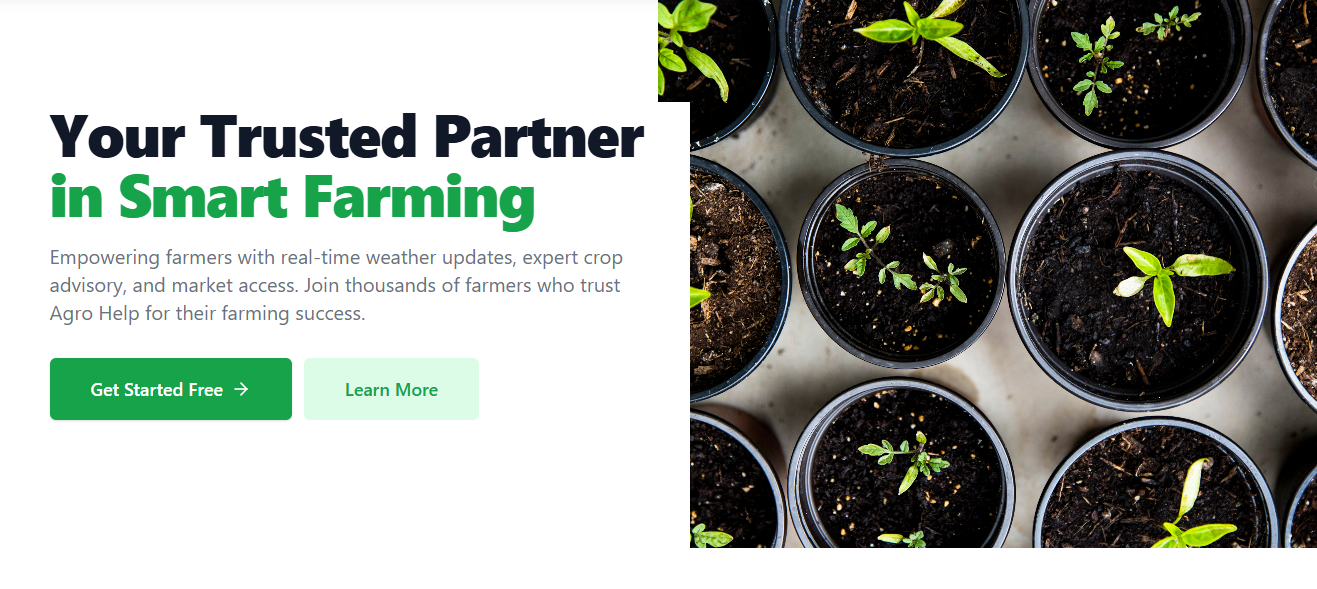 Your Trusted Partner
in Smart Farming
Empowering farmers with real-time weather updates, expert crop
advisory, and market access. Join thousands of farmers who trust
Agro Help for their farming success.
Get Started Free →
Learn More